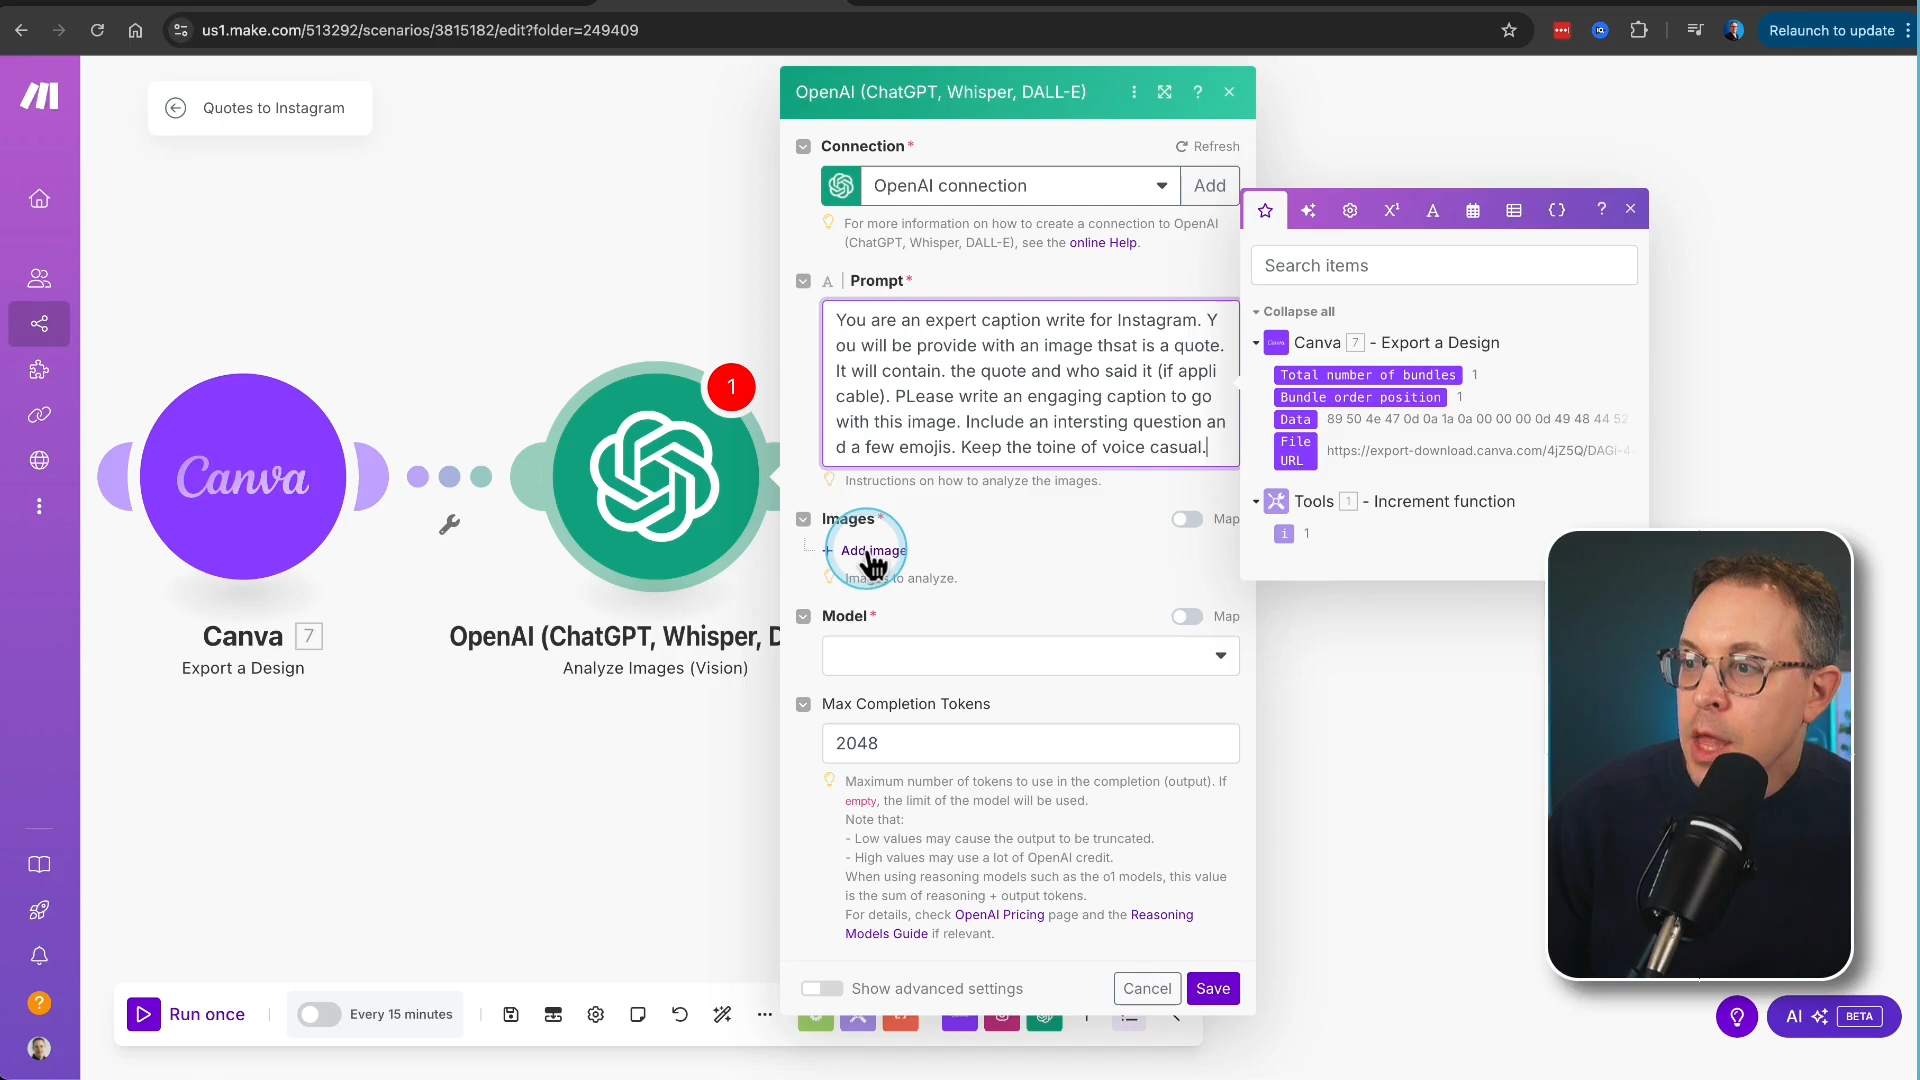 us1.make.com/513292/scenarios/3815182/edit?folder=249409
Relaunch to update
Quotes to Instagram
OpenAI (ChatGPT, Whisper, DALL-E)
?
Connection*
Refresh
OpenAI connection
Add
For more information on how to create a connection to OpenAI
(ChatGPT, Whisper, DALL-E), see the online Help.
A | Prompt*
You are an expert caption write for Instagram. Y
ou will be provide with an image thsat is a quote.
It will contain. the quote and who said it (if appli
cable). PLease write an engaging caption to go
with this image. Include an intersting question an
d a few emojis. Keep the toine of voice casual.
Instructions on how to analyze the images.
Images*
Map
+ Add image
Images to analyze.
Model*
Map
Max Completion Tokens
2048
Maximum number of tokens to use in the completion (output). If
empty, the limit of the model will be used.
Note that:
- Low values may cause the output to be truncated.
- High values may use a lot of OpenAI credit.
When using reasoning models such as the o1 models, this value
is the sum of reasoning + output tokens.
For details, check OpenAI Pricing page and the Reasoning
Models Guide if relevant.
Show advanced settings
Cancel
Save
X¹
A
{}
?
Search items
Collapse all
Canva 7 - Export a Design
Total number of bundles 1
Bundle order position 1
Data 89 50 4e 47 0d 0a 1a 0a 00 00 00 0d 49 48 44 52
File URL https://export-download.canva.com/4jZ5Q/DAGi-4
Tools 1 - Increment function
i 1
Canva
1
Canva 7
Export a Design
OpenAI (ChatGPT, Whisper, D
Analyze Images (Vision)
Run once
Every 15 minutes
?
AI
BETA